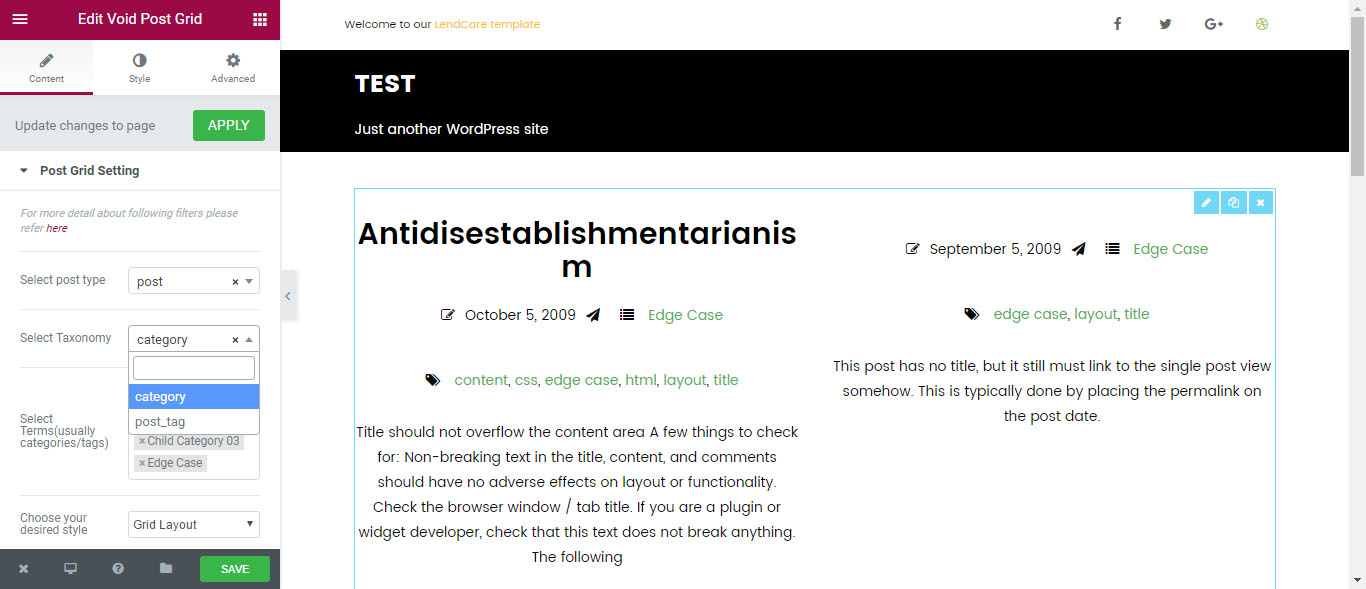 Edit Void Post Grid
Content
Style
Advanced
Update changes to page
APPLY
Post Grid Setting
For more detail about following filters please
refer here
Select post type
post
Select Taxonomy
category
category
post_tag
Select
Terms(usually
categories/tags)
Child Category 03
Edge Case
Choose your
desired style
Grid Layout
SAVE
Welcome to our LendCare template
TEST
Just another WordPress site
Antidisestablishmentarianis
m
October 5, 2009
Edge Case
content, css, edge case, html, layout, title
Title should not overflow the content area A few things to check
for: Non-breaking text in the title, content, and comments
should have no adverse effects on layout or functionality.
Check the browser window / tab title. If you are a plugin or
widget developer, check that this text does not break anything.
The following
September 5, 2009
Edge Case
edge case, layout, title
This post has no title, but it still must link to the single post view
somehow. This is typically done by placing the permalink on
the post date.